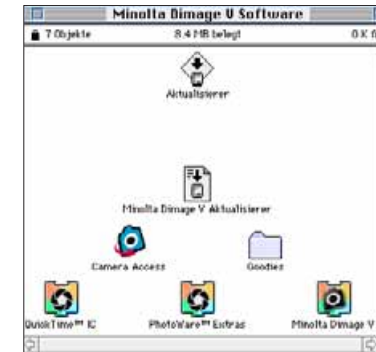 Minolta Dimage V Software
7 Objekte 8.4 MB belegt 0 K
Aktualisierer
Minolta Dimage V Aktualisierer
Camera Access Goodies
QuickTime™ IC PhotoWare™ Extras Minolta Dimage V